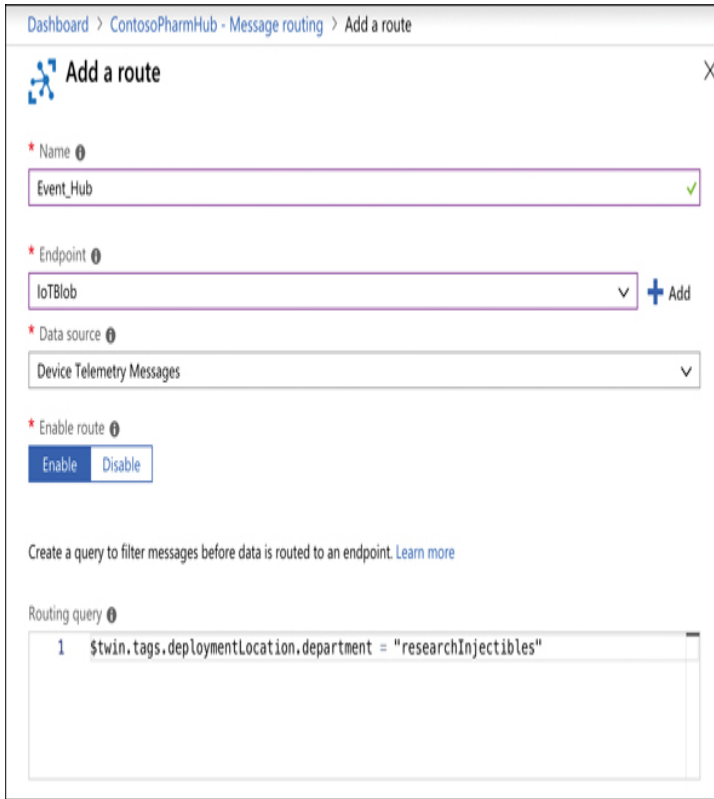 Dashboard > ContosoPharmHub - Message routing > Add a route
Add a route
* Name
Event_Hub
* Endpoint
IoTBlob
Add
* Data source
Device Telemetry Messages
* Enable route
Enable Disable
Create a query to filter messages before data is routed to an endpoint. Learn more
Routing query
1 $twin.tags.deploymentLocation.department = "researchInjectibles"